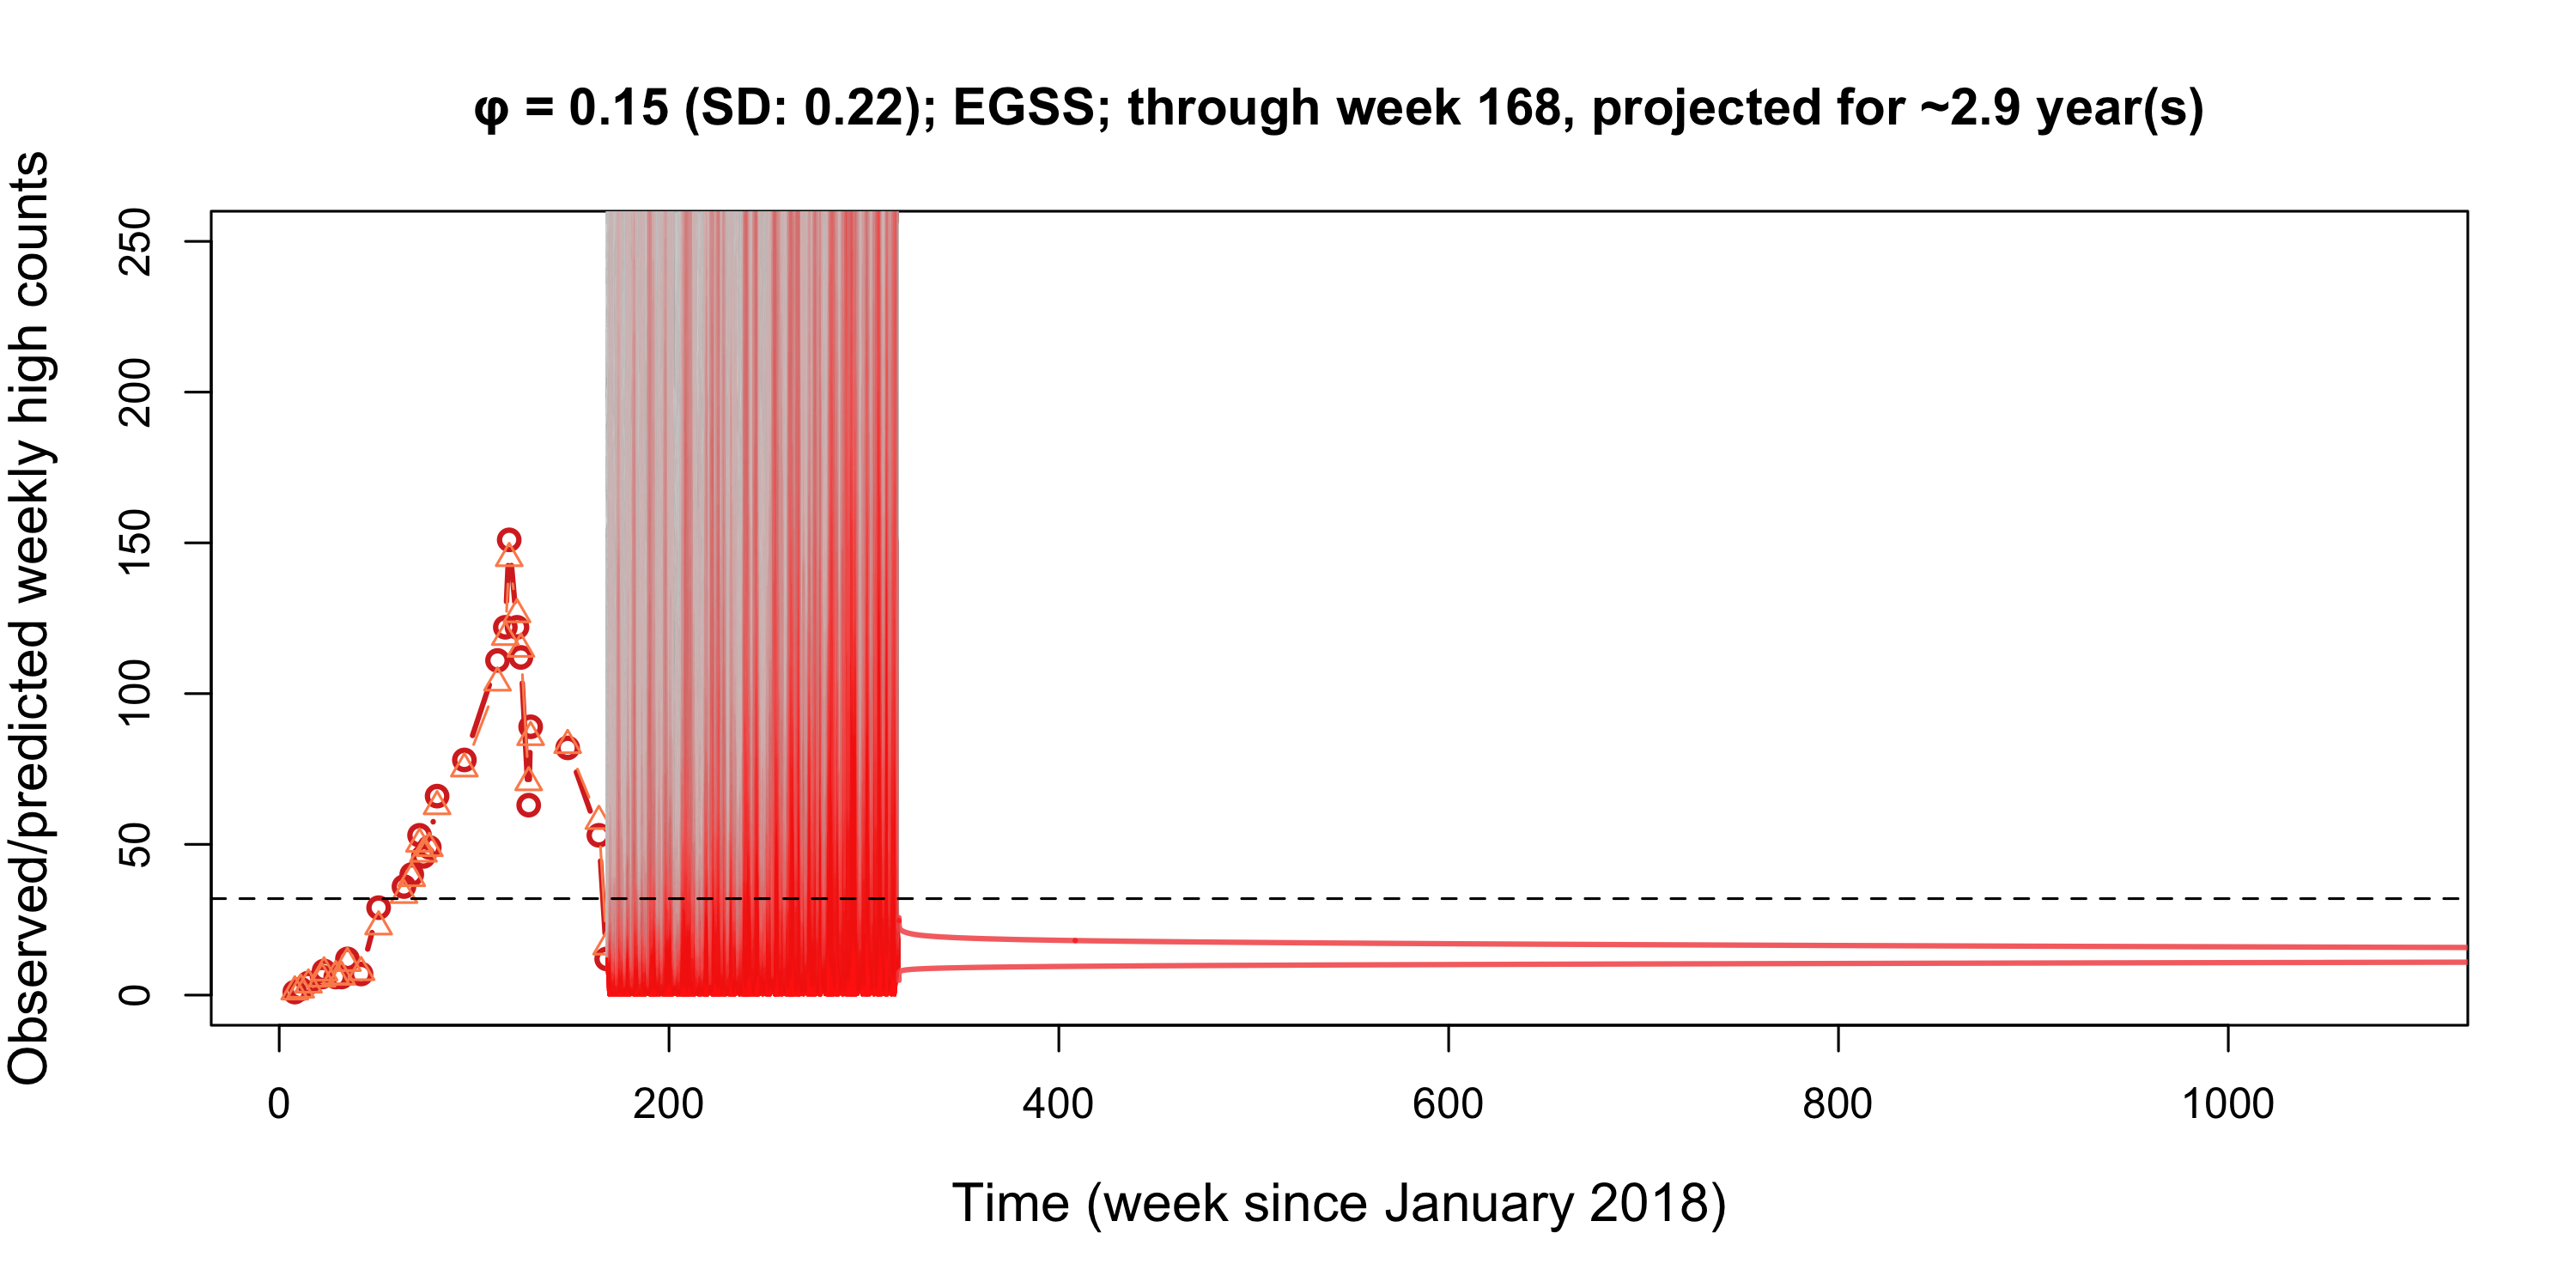 φ = 0.15 (SD: 0.22); EGSS; through week 168, projected for ~2.9 year(s)
Observed/predicted weekly high counts
250
200
150
100
50
0
0 200 400 600 800 1000
Time (week since January 2018)